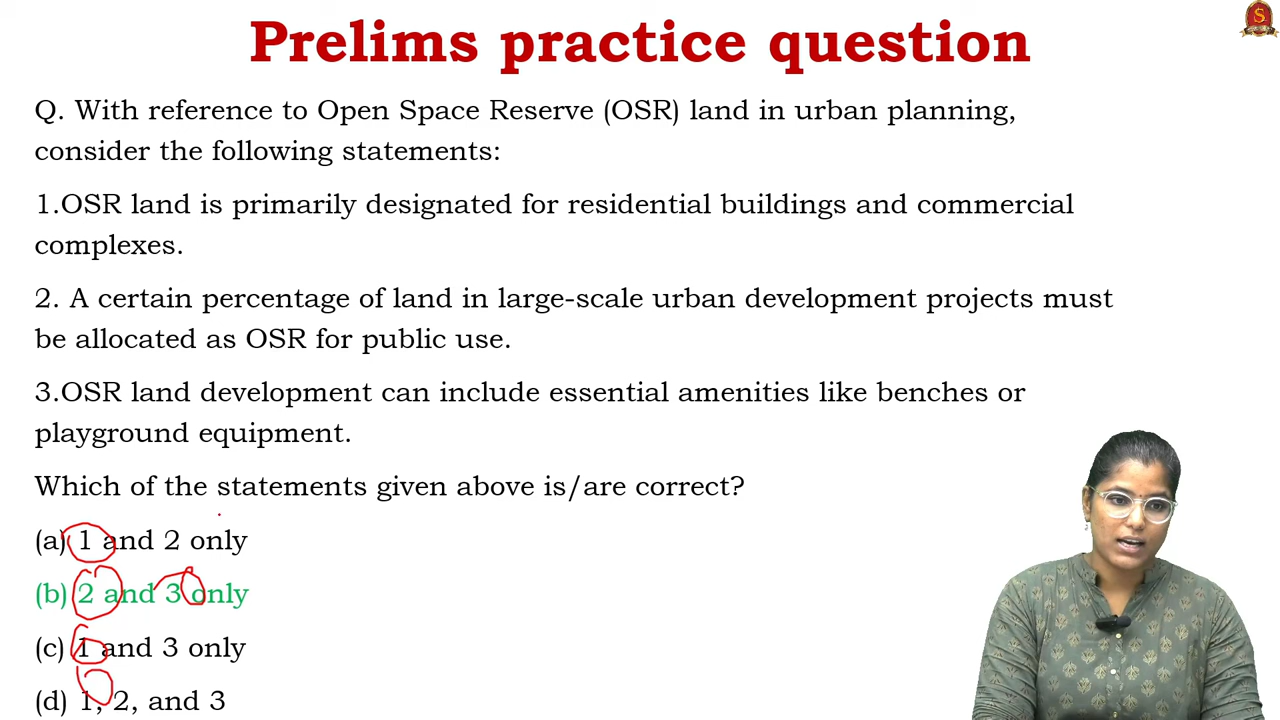 Prelims practice question
S
Q. With reference to Open Space Reserve (OSR) land in urban planning,
consider the following statements:
1.OSR land is primarily designated for residential buildings and commercial
complexes.
2. A certain percentage of land in large-scale urban development projects must
be allocated as OSR for public use.
3.OSR land development can include essential amenities like benches or
playground equipment.
Which of the statements given above is/are correct?
(a) 1 and 2 only
(b) 2 and 3 only
(c) 1 and 3 only
(d) 1, 2, and 3